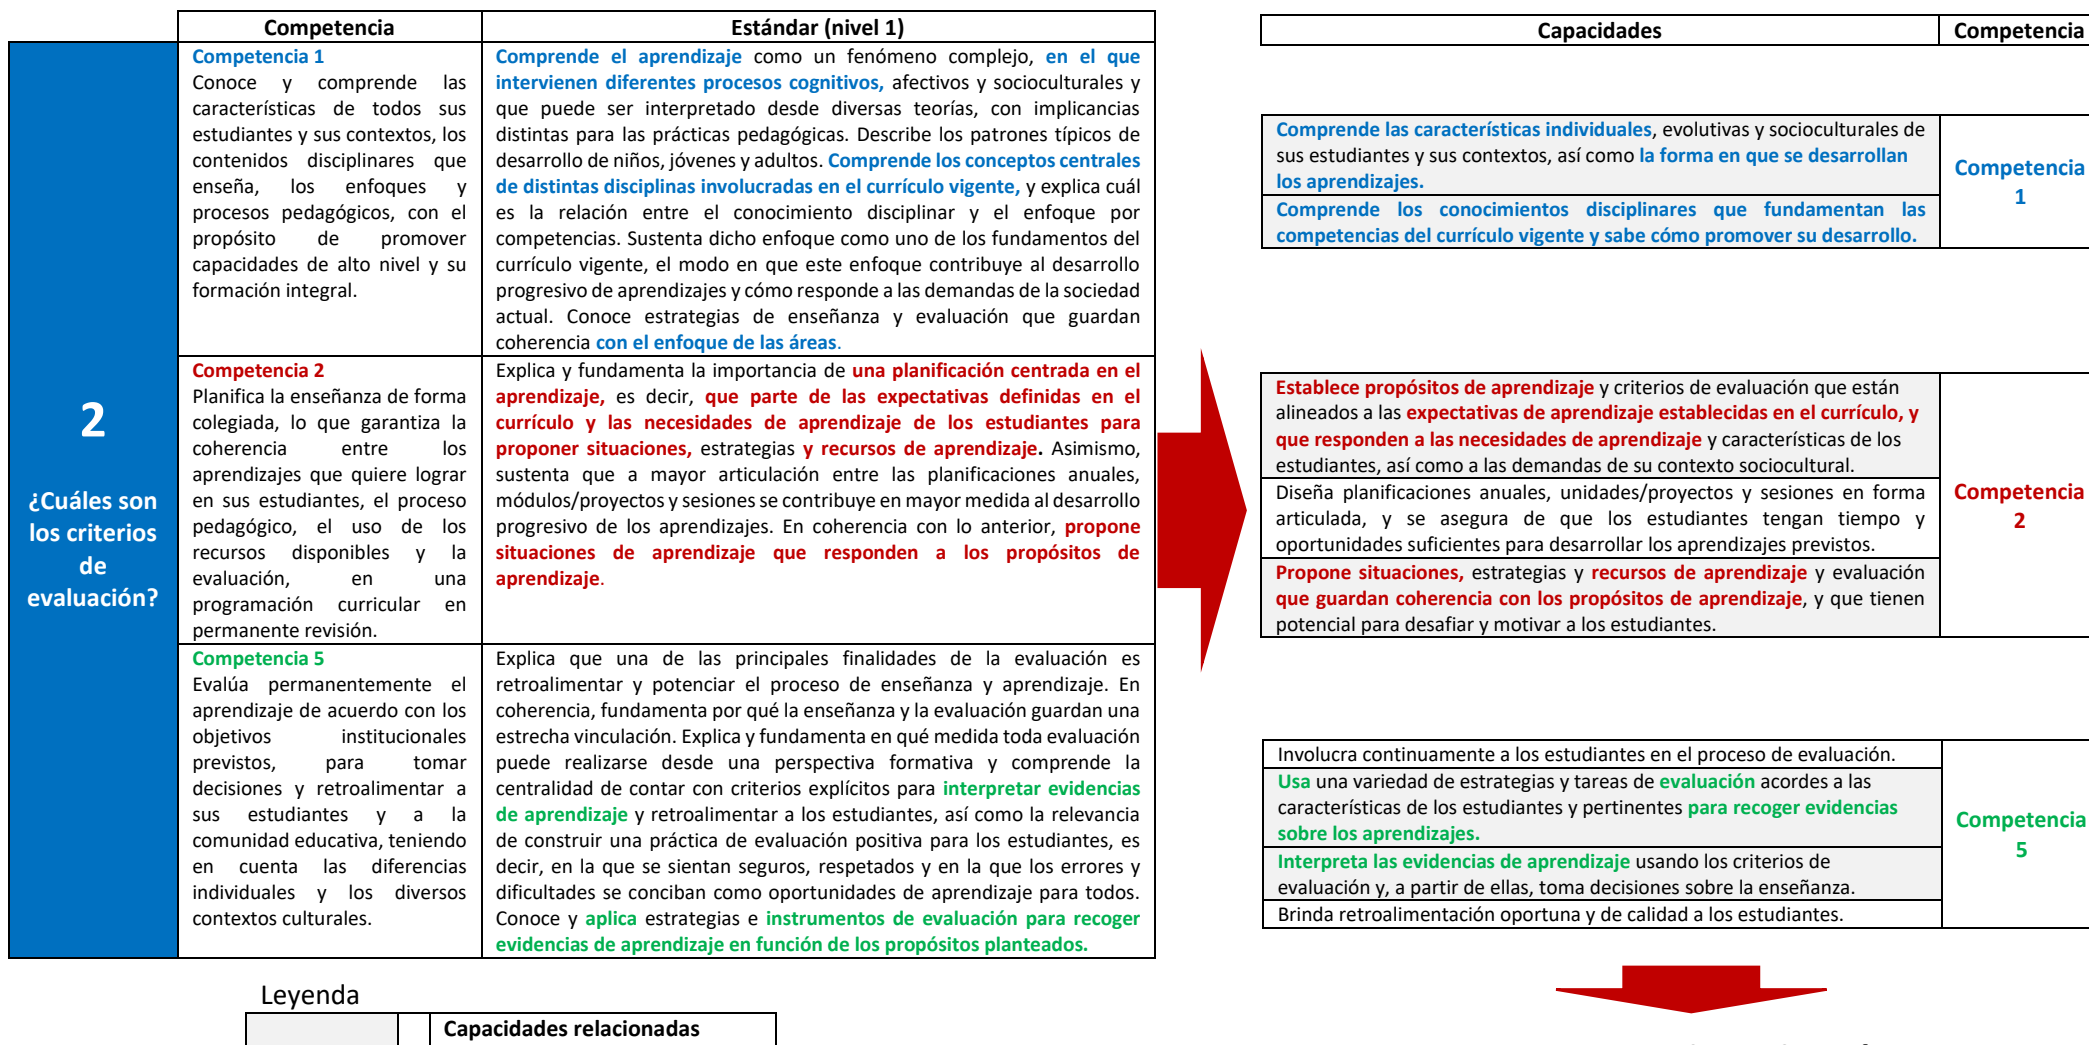 Competencia
Estándar (nivel 1)
2
¿Cuáles son
los criterios
de
evaluación?
Competencia 1
Conoce y comprende las
características de todos sus
estudiantes y sus contextos, los
contenidos disciplinares que
enseña, los enfoques y
procesos pedagógicos, con el
propósito de promover
capacidades de alto nivel y su
formación integral.
Comprende el aprendizaje como un fenómeno complejo, en el que
intervienen diferentes procesos cognitivos, afectivos y socioculturales y
que puede ser interpretado desde diversas teorías, con implicancias
distintas para las prácticas pedagógicas. Describe los patrones típicos de
desarrollo de niños, jóvenes y adultos. Comprende los conceptos centrales
de distintas disciplinas involucradas en el currículo vigente, y explica cuál
es la relación entre el conocimiento disciplinar y el enfoque por
competencias. Sustenta dicho enfoque como uno de los fundamentos del
currículo vigente, el modo en que este enfoque contribuye al desarrollo
progresivo de aprendizajes y cómo responde a las demandas de la sociedad
actual. Conoce estrategias de enseñanza y evaluación que guardan
coherencia con el enfoque de las áreas.
Competencia 2
Planifica la enseñanza de forma
colegiada, lo que garantiza la
coherencia entre los
aprendizajes que quiere lograr
en sus estudiantes, el proceso
pedagógico, el uso de los
recursos disponibles y la
evaluación, en una
programación curricular en
permanente revisión.
Explica y fundamenta la importancia de una planificación centrada en el
aprendizaje, es decir, que parte de las expectativas definidas en el
currículo y las necesidades de aprendizaje de los estudiantes para
proponer situaciones, estrategias y recursos de aprendizaje. Asimismo,
sustenta que a mayor articulación entre las planificaciones anuales,
módulos/proyectos y sesiones se contribuye en mayor medida al desarrollo
progresivo de los aprendizajes. En coherencia con lo anterior, propone
situaciones de aprendizaje que responden a los propósitos de
aprendizaje.
Competencia 5
Evalúa permanentemente el
aprendizaje de acuerdo con los
objetivos institucionales
previstos, para tomar
decisiones y retroalimentar a
sus estudiantes y a la
comunidad educativa, teniendo
en cuenta las diferencias
individuales y los diversos
contextos culturales.
Explica que una de las principales finalidades de la evaluación es
retroalimentar y potenciar el proceso de enseñanza y aprendizaje. En
coherencia, fundamenta por qué la enseñanza y la evaluación guardan una
estrecha vinculación. Explica y fundamenta en qué medida toda evaluación
puede realizarse desde una perspectiva formativa y comprende la
centralidad de contar con criterios explícitos para interpretar evidencias
de aprendizaje y retroalimentar a los estudiantes, así como la relevancia
de construir una práctica de evaluación positiva para los estudiantes, es
decir, en la que se sientan seguros, respetados y en la que los errores y
dificultades se conciban como oportunidades de aprendizaje para todos.
Conoce y aplica estrategias e instrumentos de evaluación para recoger
evidencias de aprendizaje en función de los propósitos planteados.
Leyenda
Capacidades relacionadas
Capacidades
Competencia
Comprende las características individuales, evolutivas y socioculturales de
sus estudiantes y sus contextos, así como la forma en que se desarrollan
los aprendizajes.
Comprende los conocimientos disciplinares que fundamentan las
competencias del currículo vigente y sabe cómo promover su desarrollo.
Competencia
1
Establece propósitos de aprendizaje y criterios de evaluación que están
alineados a las expectativas de aprendizaje establecidas en el currículo, y
que responden a las necesidades de aprendizaje y características de los
estudiantes, así como a las demandas de su contexto sociocultural.
Diseña planificaciones anuales, unidades/proyectos y sesiones en forma
articulada, y se asegura de que los estudiantes tengan tiempo y
oportunidades suficientes para desarrollar los aprendizajes previstos.
Propone situaciones, estrategias y recursos de aprendizaje y evaluación
que guardan coherencia con los propósitos de aprendizaje, y que tienen
potencial para desafiar y motivar a los estudiantes.
Competencia
2
Involucra continuamente a los estudiantes en el proceso de evaluación.
Usa una variedad de estrategias y tareas de evaluación acordes a las
características de los estudiantes y pertinentes para recoger evidencias
sobre los aprendizajes.
Interpreta las evidencias de aprendizaje usando los criterios de
evaluación y, a partir de ellas, toma decisiones sobre la enseñanza.
Brinda retroalimentación oportuna y de calidad a los estudiantes.
Competencia
5